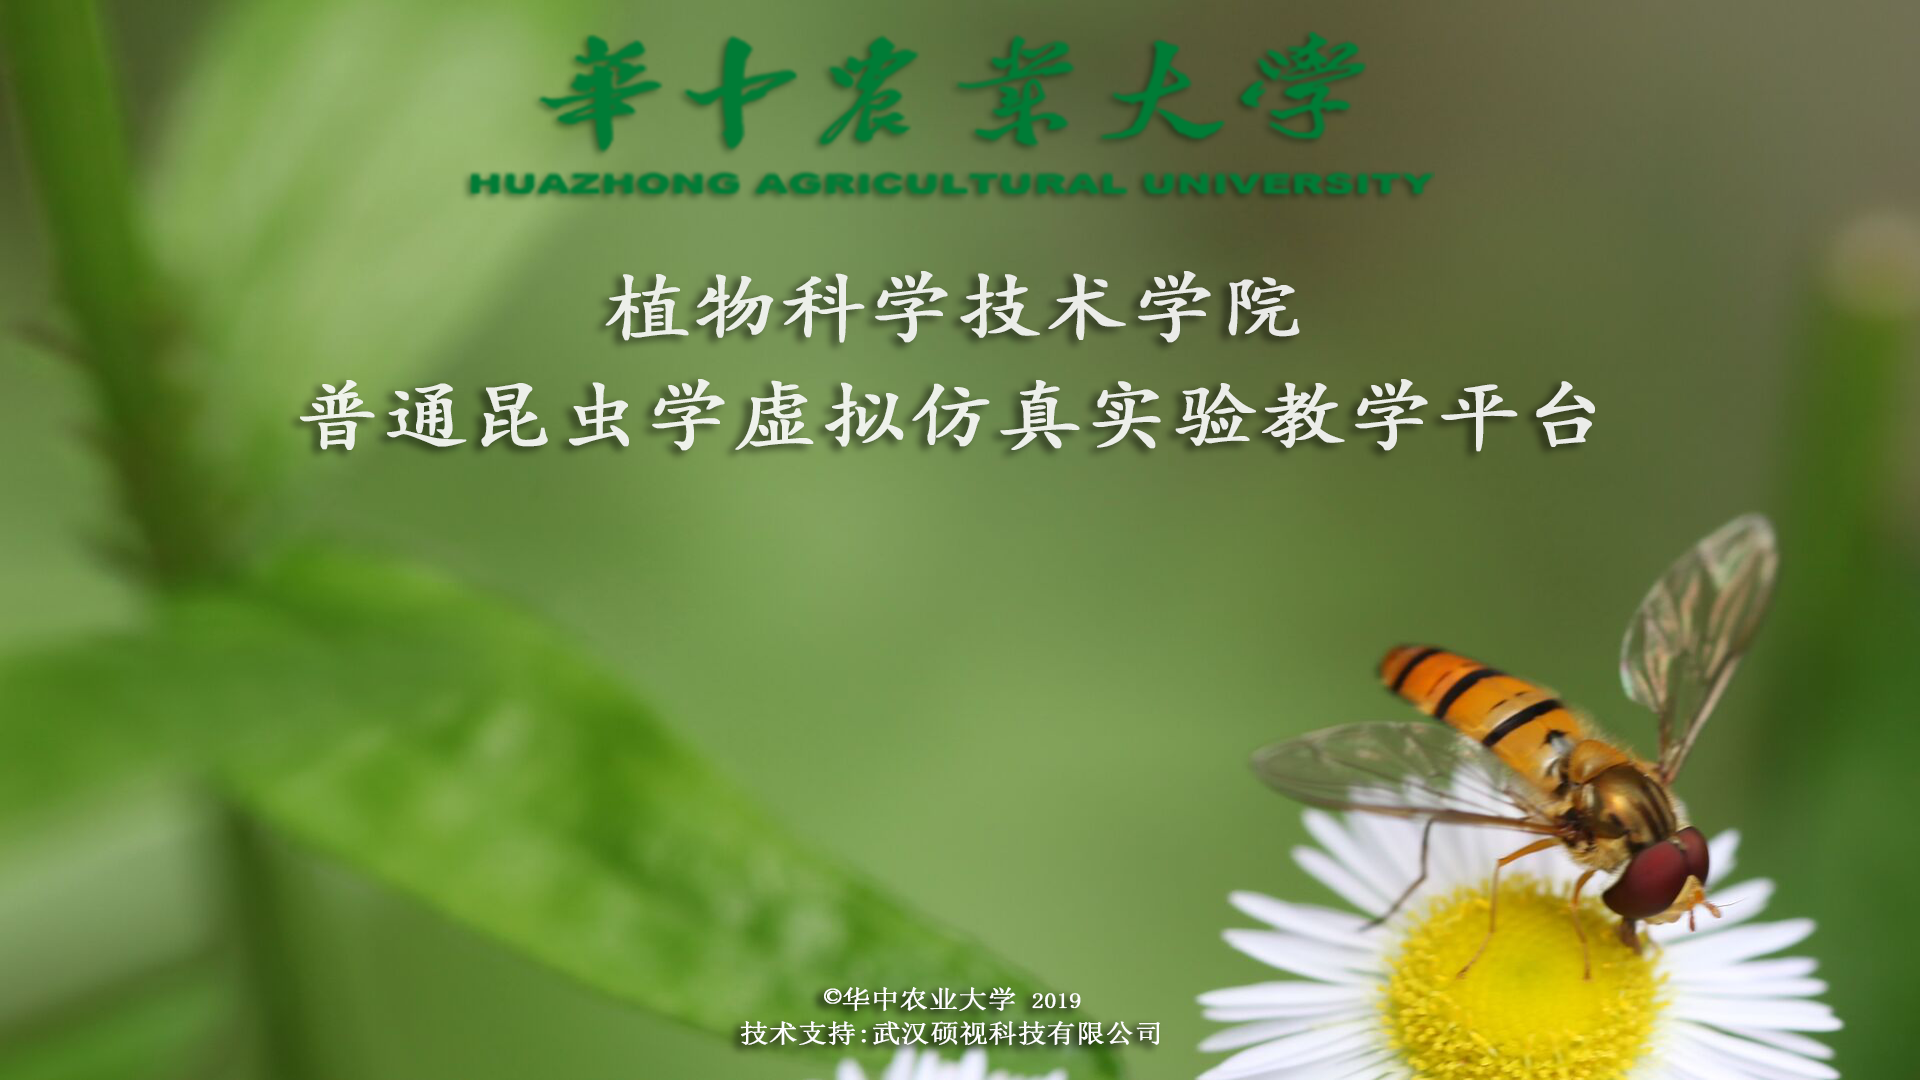 華中农業大学
HUAZHONG AGRICULTURAL UNIVERSITY
植物科学技术学院
普通昆虫学虚拟仿真实验教学平台
©华中农业大学 2019
技术支持:武汉硕视科技有限公司